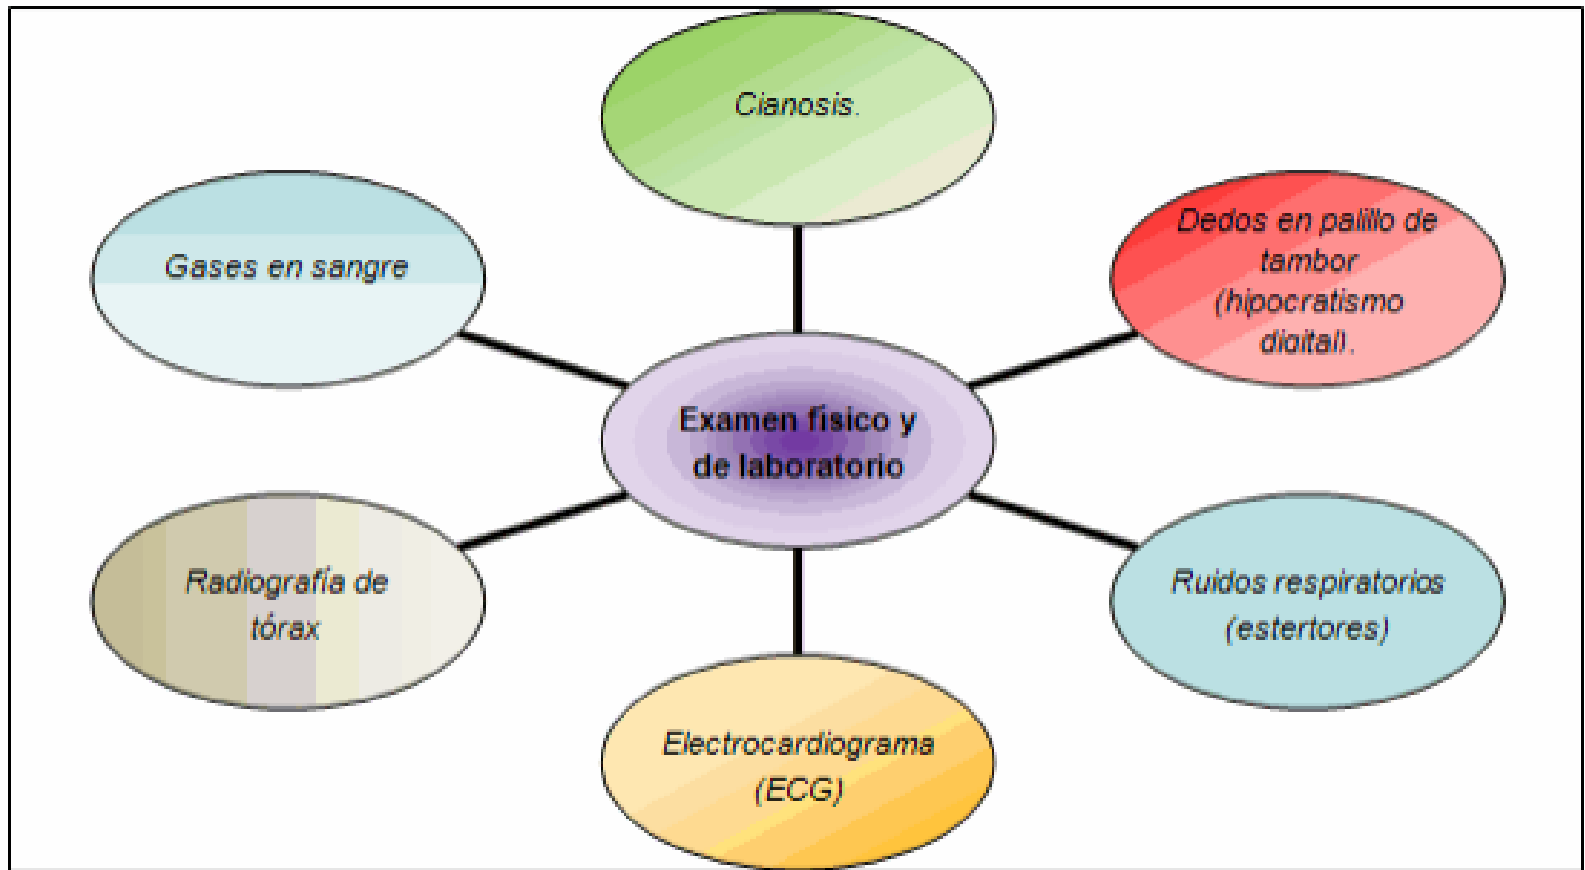 Cianosis.
Gases en sangre
Dedos en palillo de
tambor
(hipocratismo
digital).
Examen físico y
de laboratorio
Radiografía de
tórax
Ruidos respiratorios
(estertores)
Electrocardiograma
(ECG)